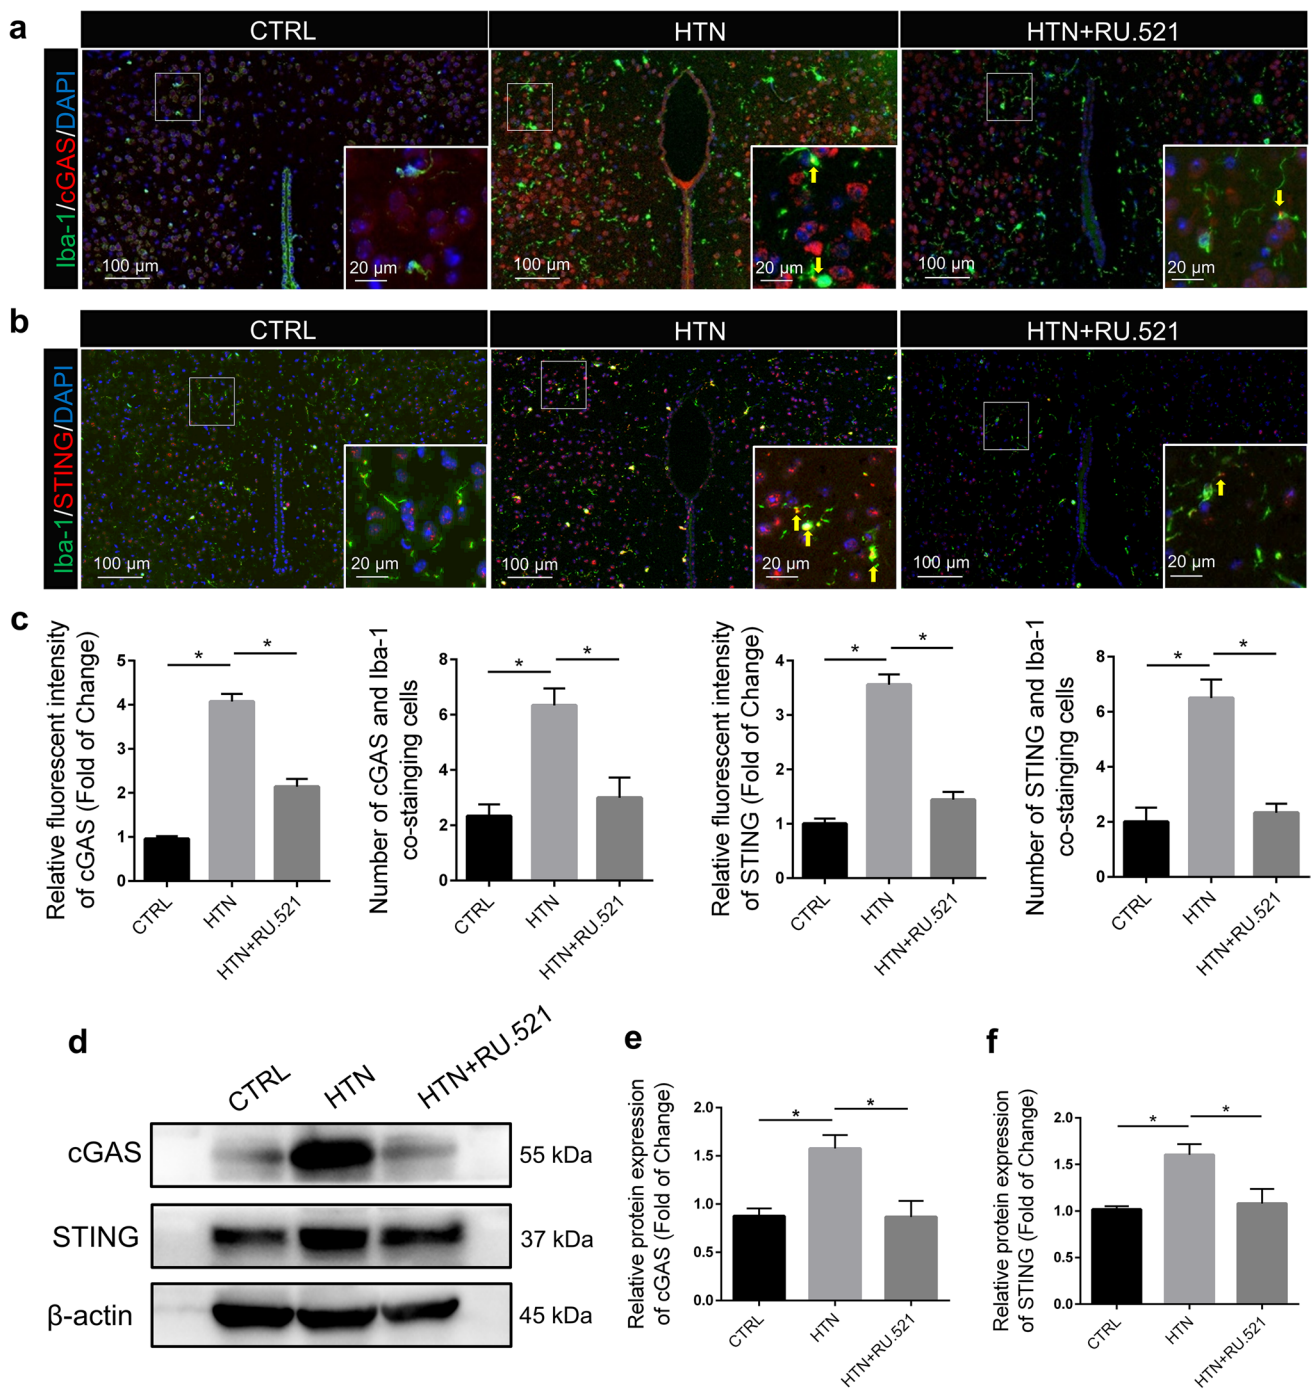 a
CTRL
HTN
HTN+RU.521
Iba-1/cGAS/DAPI
100 µm
20 µm
100 µm
20 µm
100 µm
20 µm
b
CTRL
HTN
HTN+RU.521
Iba-1/STING/DAPI
100 µm
20 µm
100 µm
20 µm
100 µm
20 µm
c
Relative fluorescent intensity
of cGAS (Fold of Change)
5
4
3
2
1
0
*
*
CTRL
HTN
HTN+RU.521
Number of cGAS and Iba-1
co-stainging cells
8
6
4
2
0
*
*
CTRL
HTN
HTN+RU.521
Relative fluorescent intensity
of STING (Fold of Change)
4
3
2
1
0
*
*
CTRL
HTN
HTN+RU.521
Number of STING and Iba-1
co-stainging cells
8
6
4
2
0
*
*
CTRL
HTN
HTN+RU.521
d
CTRL
HTN
HTN+RU.521
cGAS
55 kDa
STING
37 kDa
β-actin
45 kDa
e
Relative protein expression
of cGAS (Fold of Change)
2.0
1.5
1.0
0.5
0.0
*
*
CTRL
HTN
HTN+RU.521
f
Relative protein expression
of STING (Fold of Change)
2.0
1.5
1.0
0.5
0.0
*
*
CTRL
HTN
HTN+RU.521